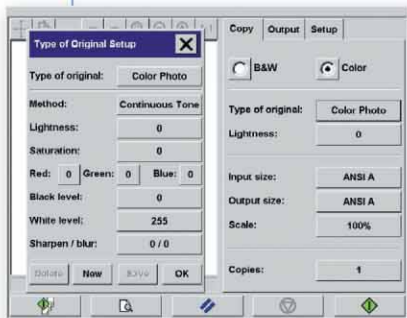 Type of Original Setup
Type of original: Color Photo
Method: Continuous Tone
Lightness: 0
Saturation: 0
Red: 0 Green: 0 Blue: 0
Black level: 0
White level: 255
Sharpen / blur: 0 / 0
Delete New Save OK
Copy Output Setup
B&W Color
Type of original: Color Photo
Lightness: 0
Input size: ANSI A
Output size: ANSI A
Scale: 100%
Copies: 1